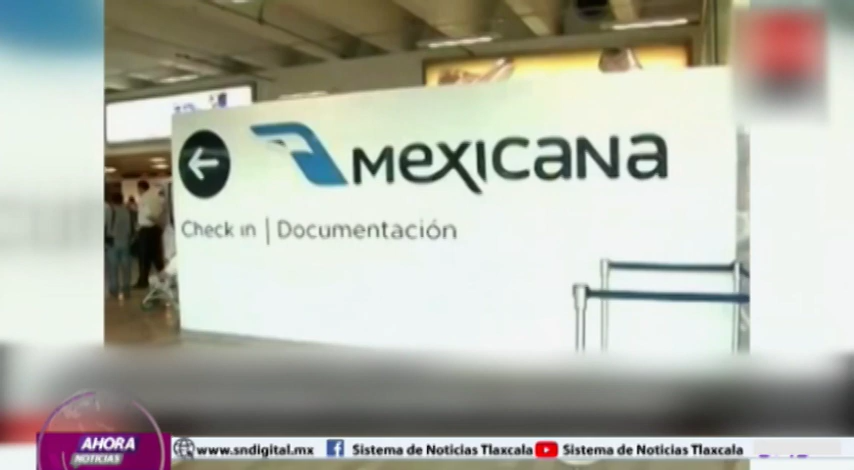 MEXICANA
Check in | Documentación
AHORA
NOTICIAS
www.sndigital.mx Sistema de Noticias Tlaxcala Sistema de Noticias Tlaxcala